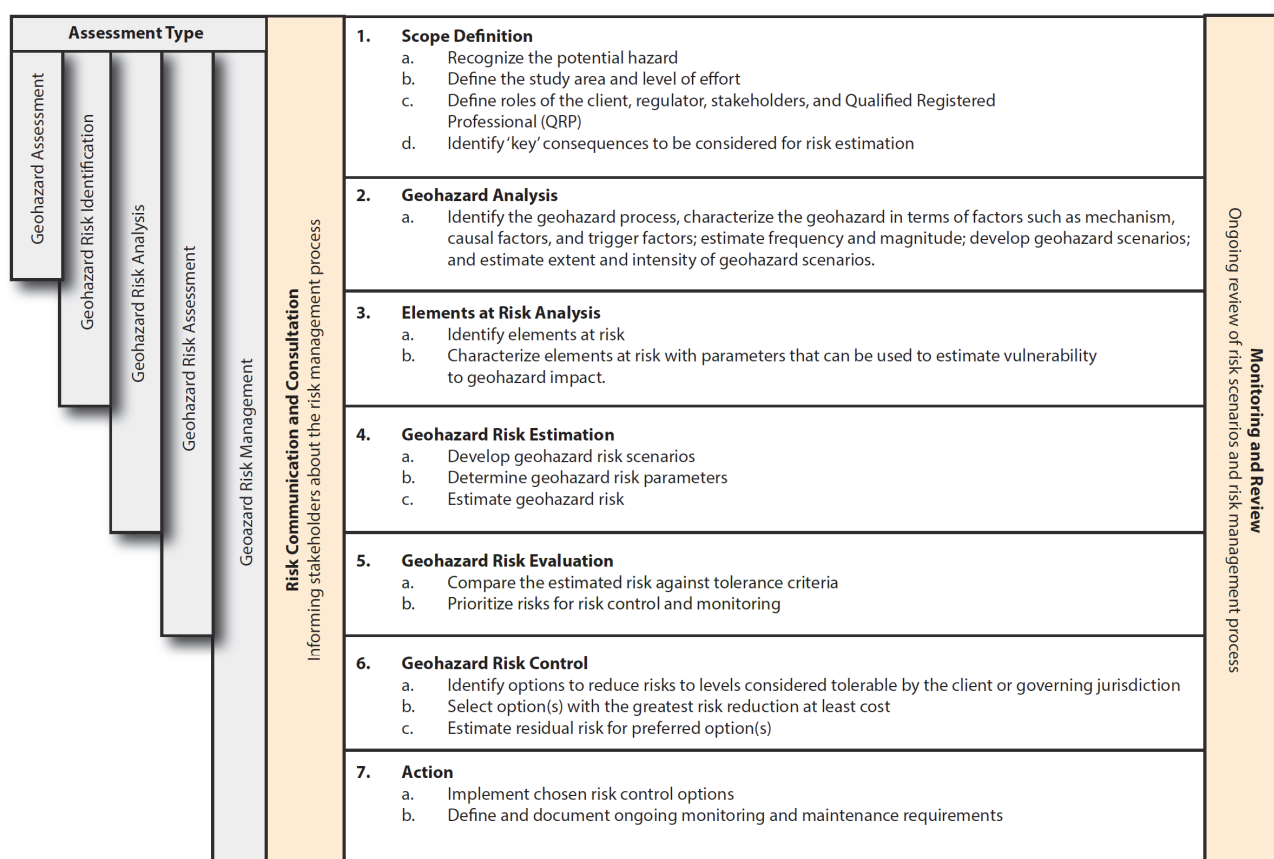 Assessment Type
Geohazard Assessment
Geohazard Risk Identification
Geohazard Risk Analysis
Geohazard Risk Assessment
Geoazard Risk Management
Risk Communication and Consultation
Informing stakeholders about the risk management process
1. Scope Definition
a. Recognize the potential hazard
b. Define the study area and level of effort
c. Define roles of the client, regulator, stakeholders, and Qualified Registered
Professional (QRP)
d. Identify ‘key’ consequences to be considered for risk estimation
2. Geohazard Analysis
a. Identify the geohazard process, characterize the geohazard in terms of factors such as mechanism,
causal factors, and trigger factors; estimate frequency and magnitude; develop geohazard scenarios;
and estimate extent and intensity of geohazard scenarios.
3. Elements at Risk Analysis
a. Identify elements at risk
b. Characterize elements at risk with parameters that can be used to estimate vulnerability
to geohazard impact.
4. Geohazard Risk Estimation
a. Develop geohazard risk scenarios
b. Determine geohazard risk parameters
c. Estimate geohazard risk
5. Geohazard Risk Evaluation
a. Compare the estimated risk against tolerance criteria
b. Prioritize risks for risk control and monitoring
6. Geohazard Risk Control
a. Identify options to reduce risks to levels considered tolerable by the client or governing jurisdiction
b. Select option(s) with the greatest risk reduction at least cost
c. Estimate residual risk for preferred option(s)
7. Action
a. Implement chosen risk control options
b. Define and document ongoing monitoring and maintenance requirements
Monitoring and Review
Ongoing review of risk scenarios and risk management process